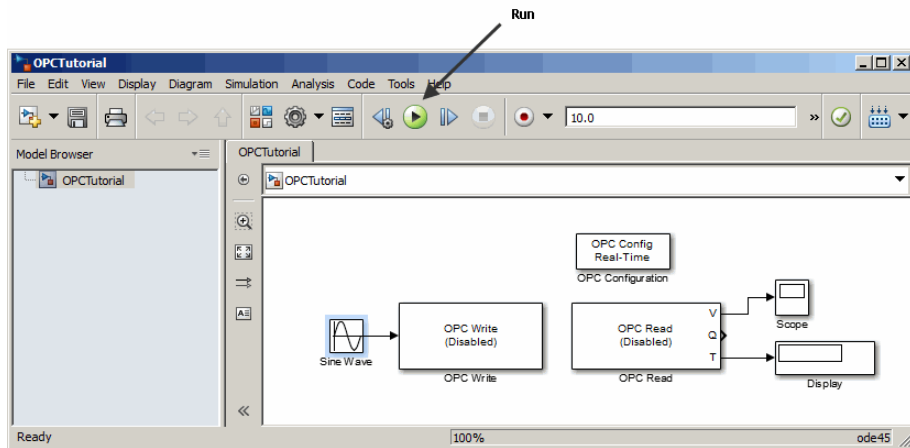 Run
OPCTutorial
File Edit View Display Diagram Simulation Analysis Code Tools Help
10.0
»
Model Browser
OPCTutorial
OPCTutorial
OPCTutorial
OPC Config
Real-Time
OPC Configuration
OPC Write
(Disabled)
OPC Read
(Disabled)
V
Q
T
Sine Wave
OPC Write
OPC Read
Scope
Display
Ready
100%
ode45